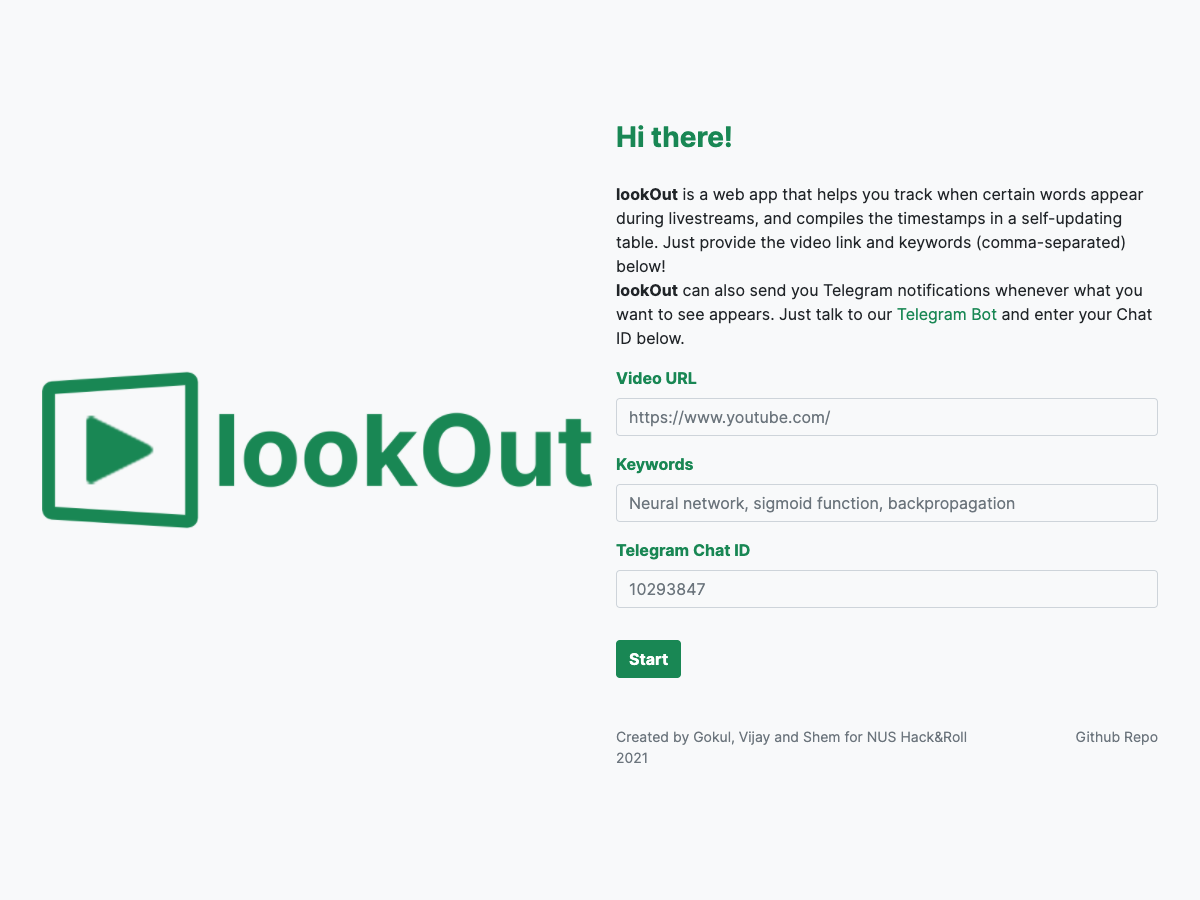 lookOut
Hi there!
lookOut is a web app that helps you track when certain words appear
during livestreams, and compiles the timestamps in a self-updating
table. Just provide the video link and keywords (comma-separated)
below!
lookOut can also send you Telegram notifications whenever what you
want to see appears. Just talk to our Telegram Bot and enter your Chat
ID below.
Video URL
https://www.youtube.com/
Keywords
Neural network, sigmoid function, backpropagation
Telegram Chat ID
10293847
Start
Created by Gokul, Vijay and Shem for NUS Hack&Roll
2021
Github Repo